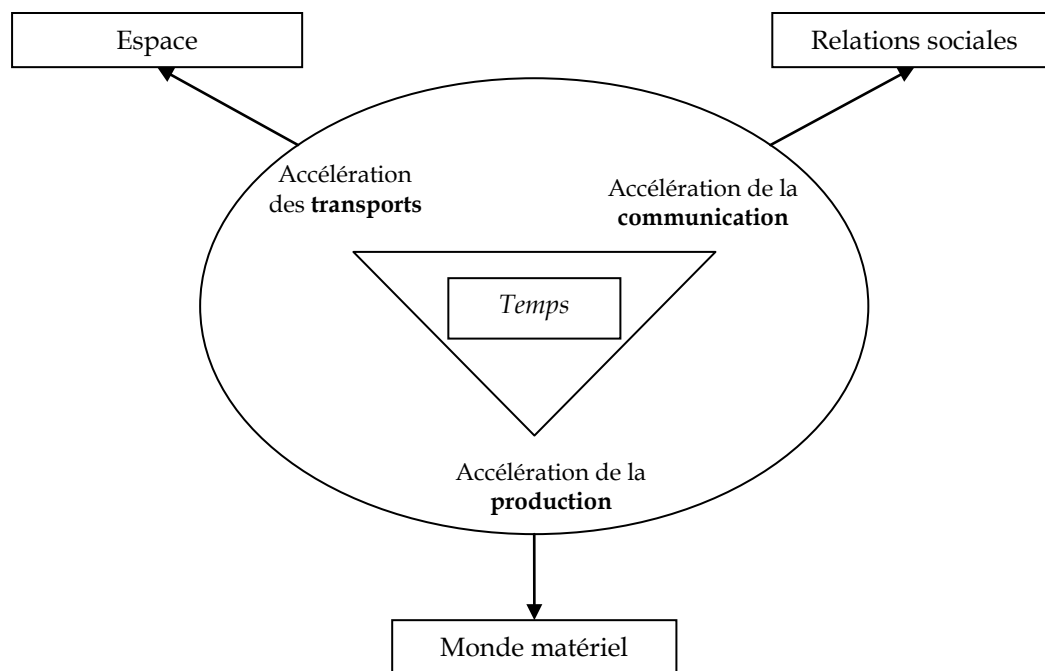 Espace
Relations sociales
Accélération
des transports
Accélération de la
communication
Temps
Accélération de la
production
Monde matériel